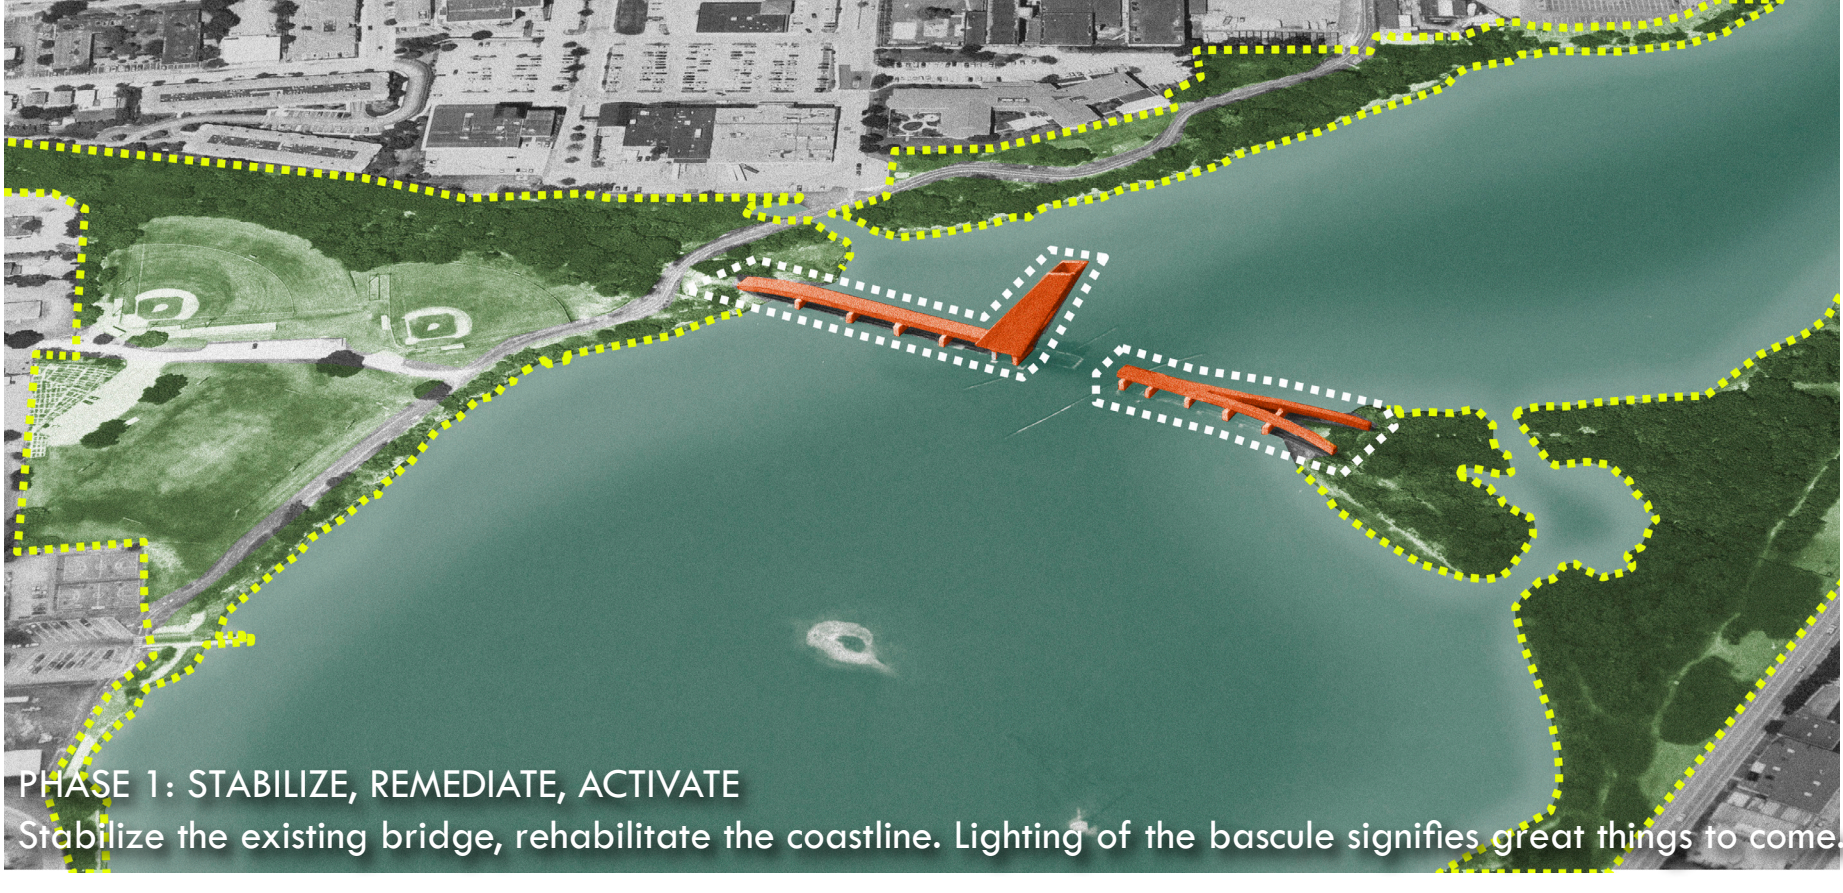 PHASE 1: STABILIZE, REMEDIATE, ACTIVATE
Stabilize the existing bridge, rehabilitate the coastline. Lighting of the bascule signifies great things to come.